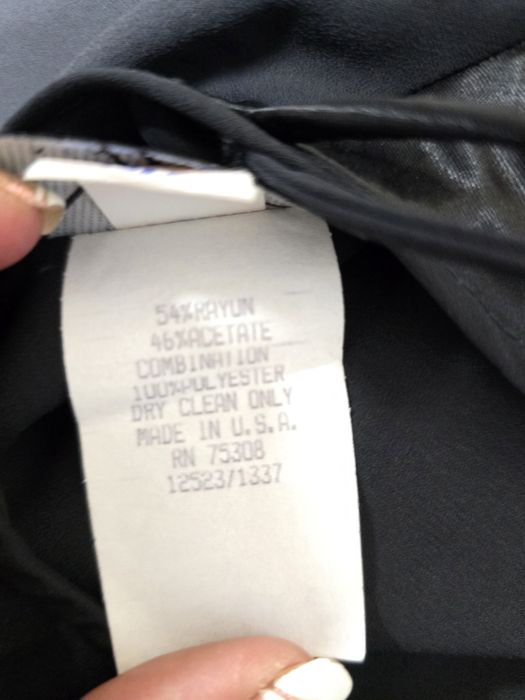 54%RAYON
46%ACETATE
COMBINATION
100%POLYESTER
DRY CLEAN ONLY
MADE IN U.S.A.
RN 75308
12523/1337